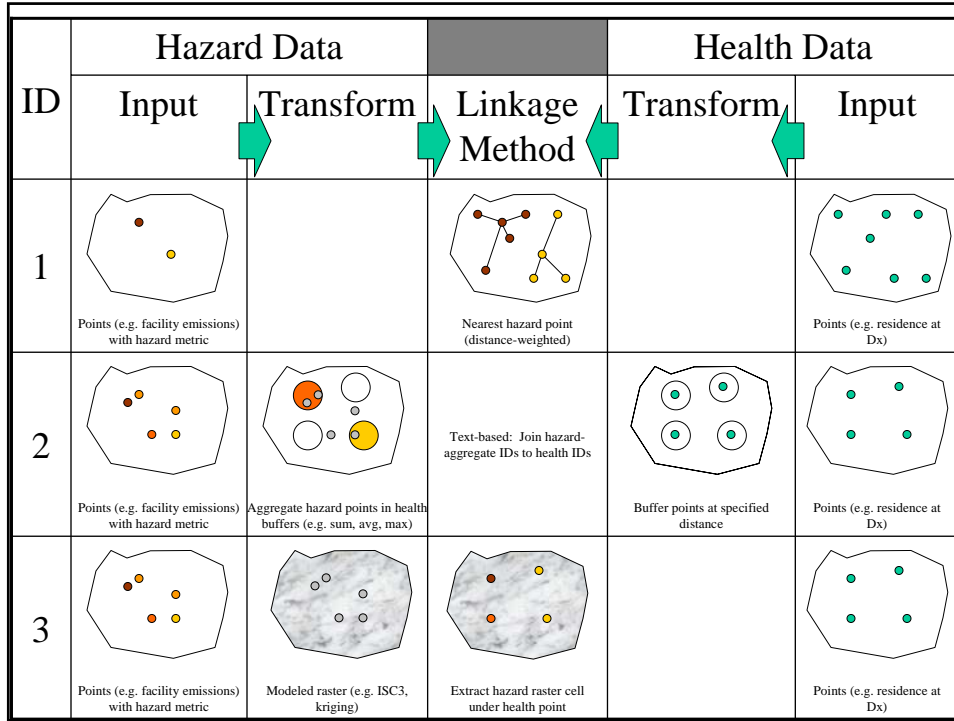 Hazard Data
Health Data
ID
Input
Transform
Linkage
Method
Transform
Input
1
Points (e.g. facility emissions)
with hazard metric
Nearest hazard point
(distance-weighted)
Points (e.g. residence at
Dx)
2
Points (e.g. facility emissions)
with hazard metric
Aggregate hazard points in health
buffers (e.g. sum, avg, max)
Text-based: Join hazard-
aggregate IDs to health IDs
Buffer points at specified
distance
Points (e.g. residence at
Dx)
3
Points (e.g. facility emissions)
with hazard metric
Modeled raster (e.g. ISC3,
kriging)
Extract hazard raster cell
under health point
Points (e.g. residence at
Dx)